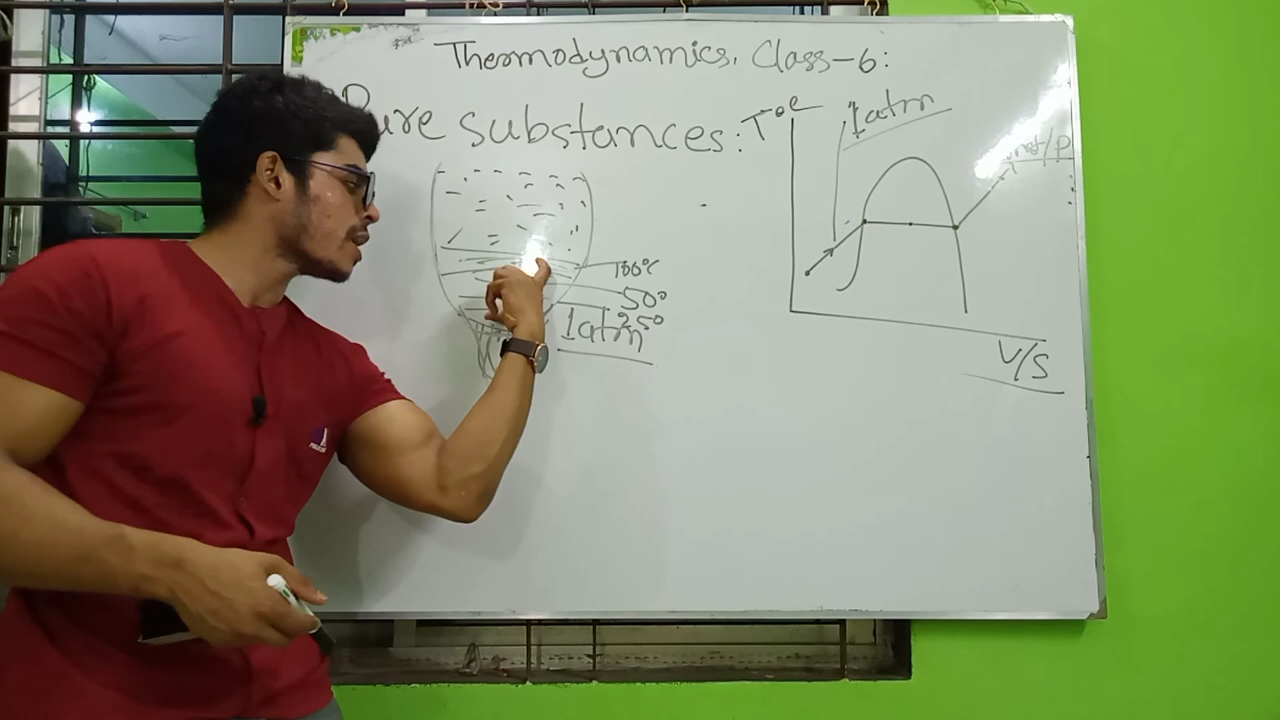 Thermodynamics. Class-6:
Pure substances:
T°C
1atm
100°C
50°
25°
1atm
V/S